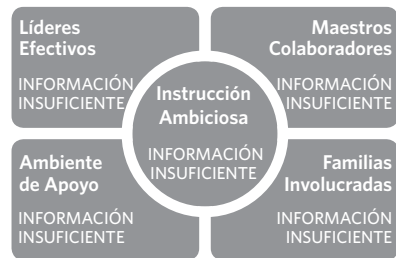 Líderes
Efectivos
INFORMACIÓN
INSUFICIENTE
Maestros
Colaboradores
INFORMACIÓN
INSUFICIENTE
Instrucción
Ambiciosa
INFORMACIÓN
INSUFICIENTE
Ambiente
de Apoyo
INFORMACIÓN
INSUFICIENTE
Familias
Involucradas
INFORMACIÓN
INSUFICIENTE